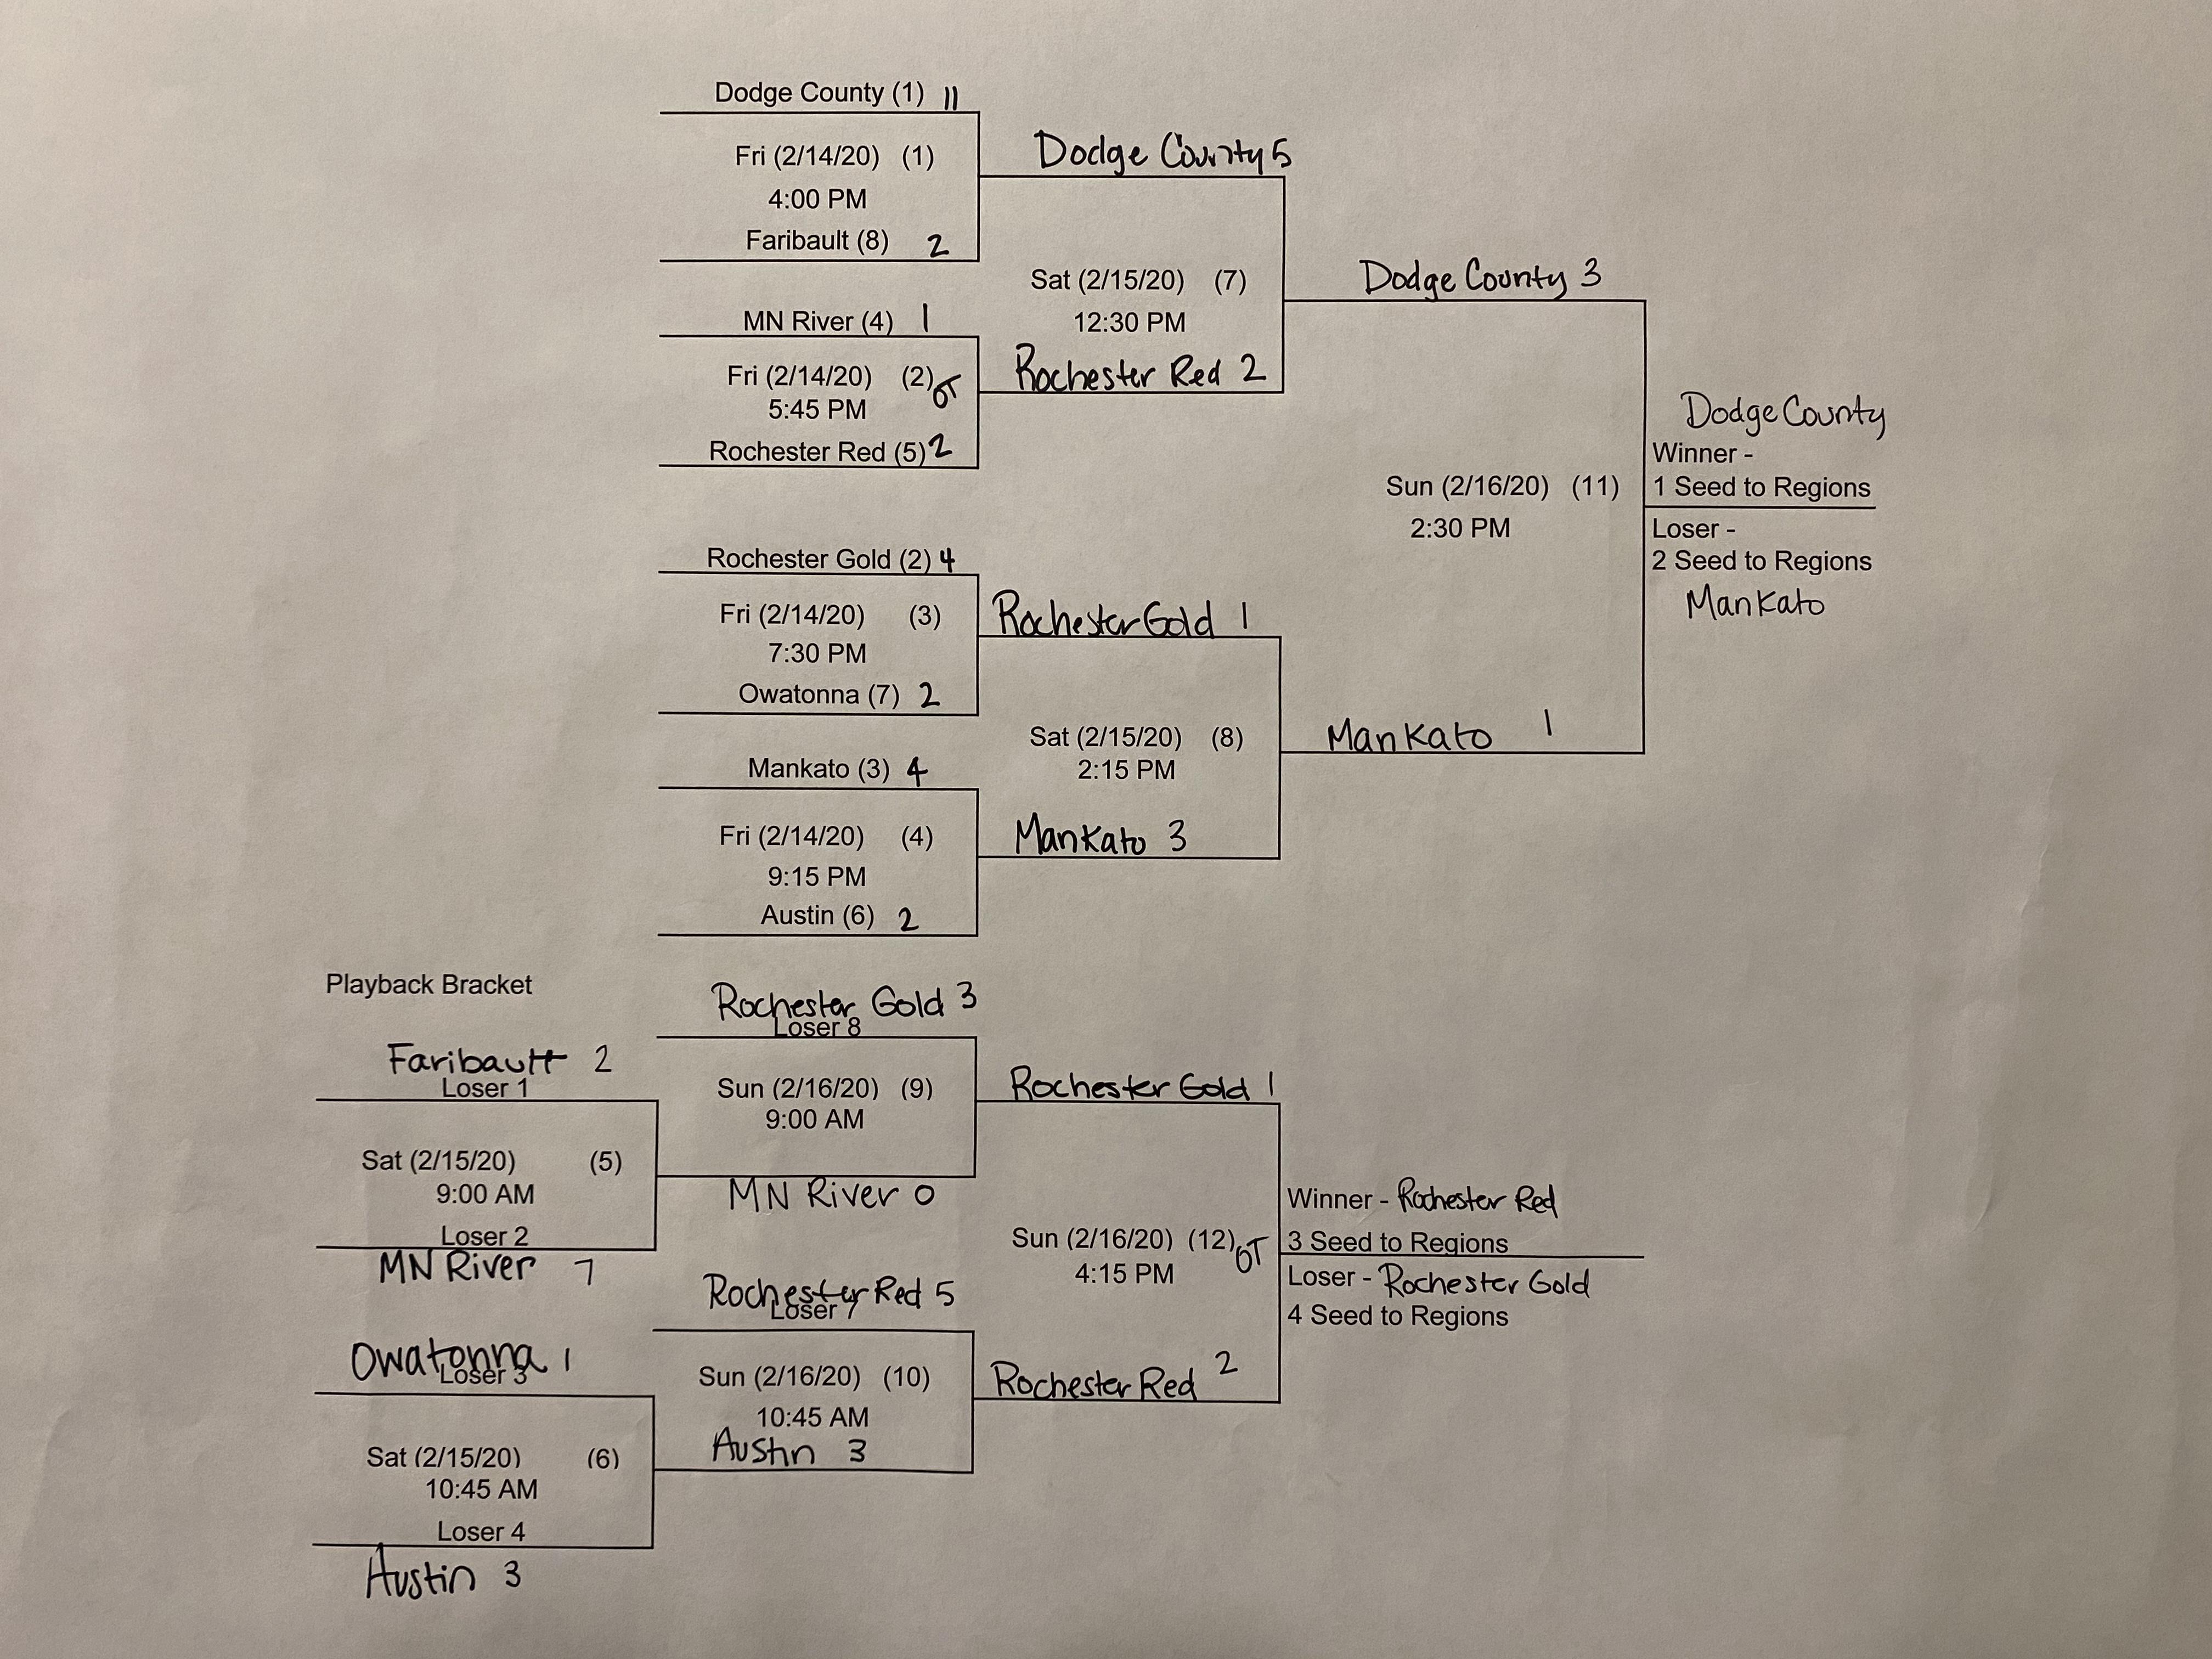 Dodge County (1) 11
Fri (2/14/20) (1)
4:00 PM
Faribault (8) 2
Dodge County 5
MN River (4) 1
Fri (2/14/20) (2) OT
5:45 PM
Rochester Red (5) 2
Sat (2/15/20) (7)
12:30 PM
Rochester Red 2
Dodge County 3
Rochester Gold (2) 4
Fri (2/14/20) (3)
7:30 PM
Owatonna (7) 2
Rochester Gold 1
Mankato (3) 4
Fri (2/14/20) (4)
9:15 PM
Austin (6) 2
Sat (2/15/20) (8)
2:15 PM
Mankato 3
Mankato 1
Sun (2/16/20) (11)
2:30 PM
Dodge County
Winner -
1 Seed to Regions
Loser -
2 Seed to Regions
Mankato
Playback Bracket
Faribault 2
Loser 1
Sat (2/15/20) (5)
9:00 AM
Loser 2
MN River 7
Owatonna 1
Loser 3
Sat (2/15/20) (6)
10:45 AM
Loser 4
Austin 3
Rochester Gold 3
Loser 8
Sun (2/16/20) (9)
9:00 AM
MN River 0
Rochester Red 5
Loser 7
Sun (2/16/20) (10)
10:45 AM
Austin 3
Rochester Gold 1
Sun (2/16/20) (12) OT
4:15 PM
Rochester Red 2
Winner - Rochester Red
3 Seed to Regions
Loser - Rochester Gold
4 Seed to Regions